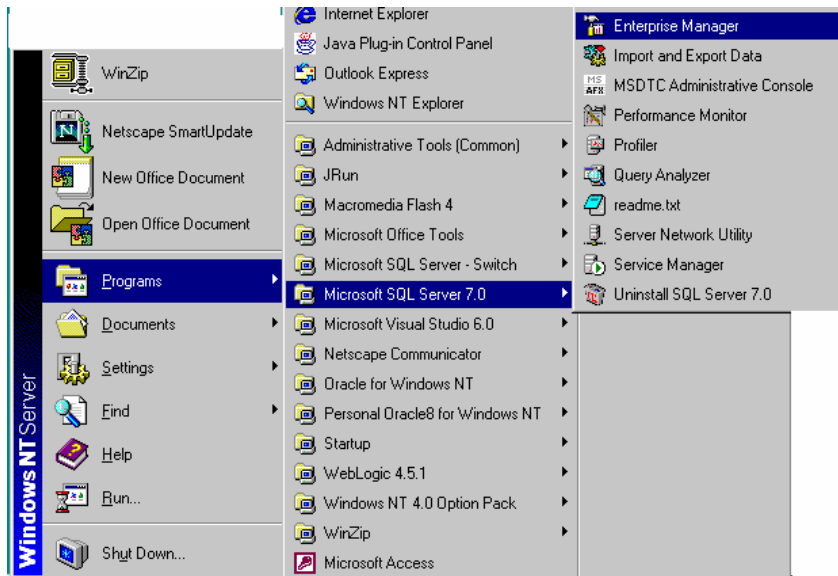 WinZip
Netscape SmartUpdate
New Office Document
Open Office Document
Programs
Documents
Settings
Find
Help
Run...
Shut Down...
Windows NT Server
Internet Explorer
Java Plug-in Control Panel
Outlook Express
Windows NT Explorer
Administrative Tools (Common)
JRun
Macromedia Flash 4
Microsoft Office Tools
Microsoft SQL Server - Switch
Microsoft SQL Server 7.0
Microsoft Visual Studio 6.0
Netscape Communicator
Oracle for Windows NT
Personal Oracle8 for Windows NT
Startup
WebLogic 4.5.1
Windows NT 4.0 Option Pack
WinZip
Microsoft Access
Enterprise Manager
Import and Export Data
MS
AFX
MSDTC Administrative Console
Performance Monitor
Profiler
Query Analyzer
readme.txt
Server Network Utility
Service Manager
Uninstall SQL Server 7.0